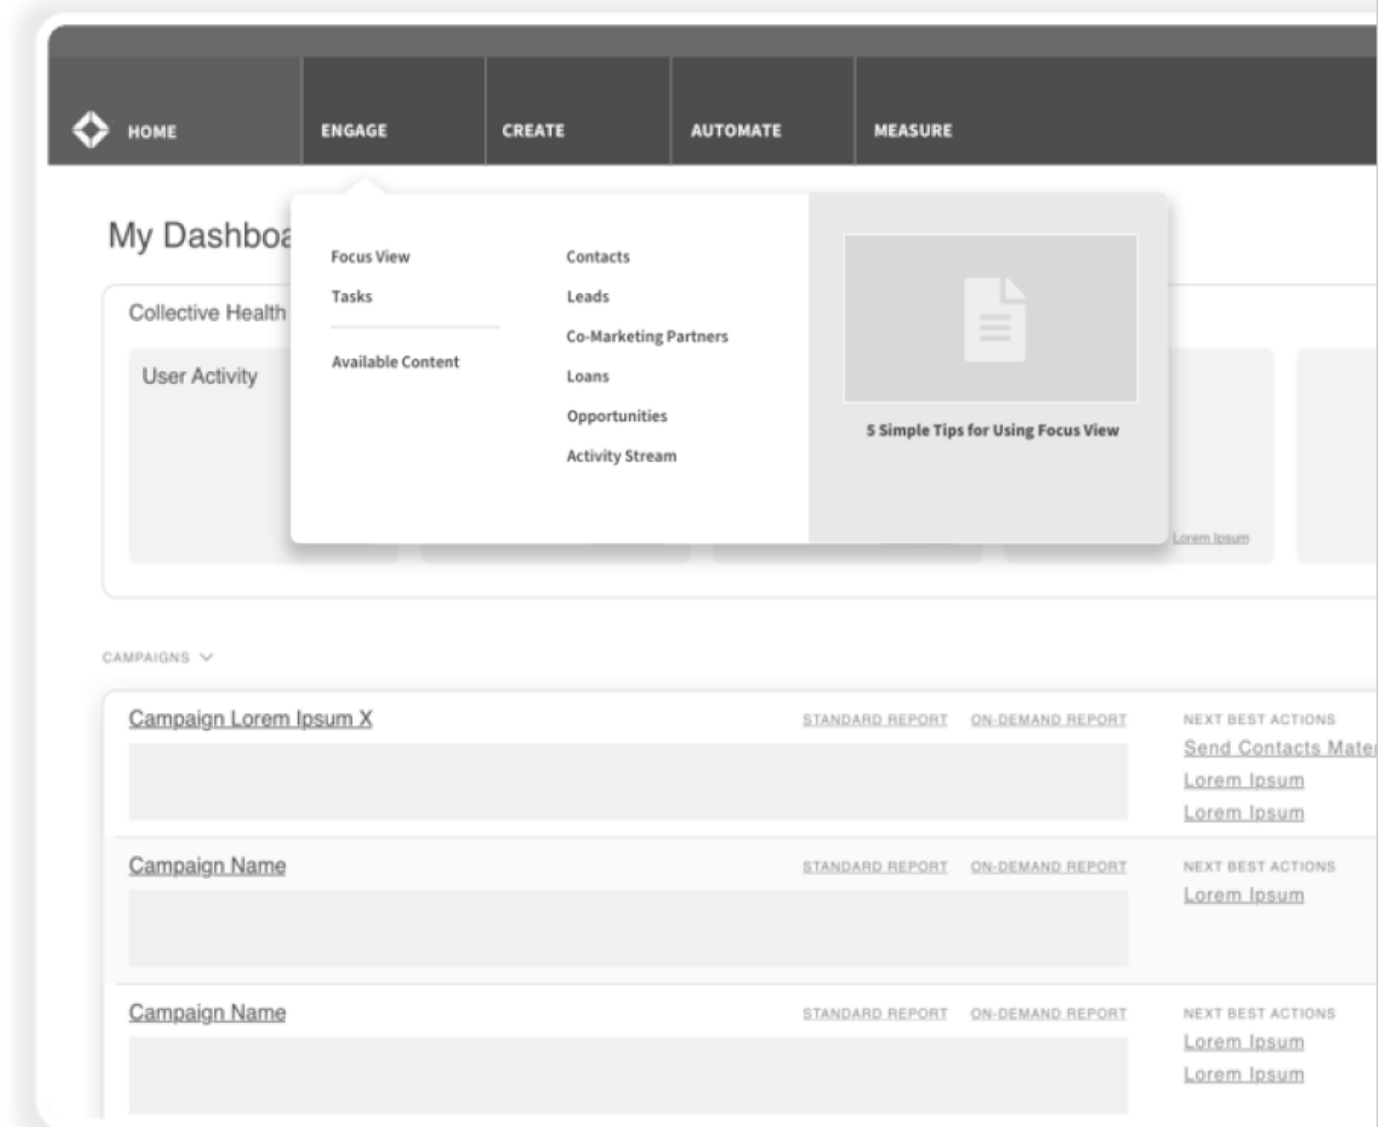 HOME
ENGAGE
CREATE
AUTOMATE
MEASURE
My
Focus View
Tasks
Available Content
Contacts
Leads
Co-Marketing Partners
Loans
Opportunities
Activity Stream
5 Simple Tips for Using Focus View
Collective Health
User Activity
Lorem Ipsum
CAMPAIGNS
Campaign Lorem Ipsum X
STANDARD REPORT ON-DEMAND REPORT
NEXT BEST ACTIONS
Send Contacts
Lorem Ipsum
Lorem Ipsum
Campaign Name
STANDARD REPORT ON-DEMAND REPORT
NEXT BEST ACTIONS
Lorem Ipsum
Campaign Name
STANDARD REPORT ON-DEMAND REPORT
NEXT BEST ACTIONS
Lorem Ipsum
Lorem Ipsum